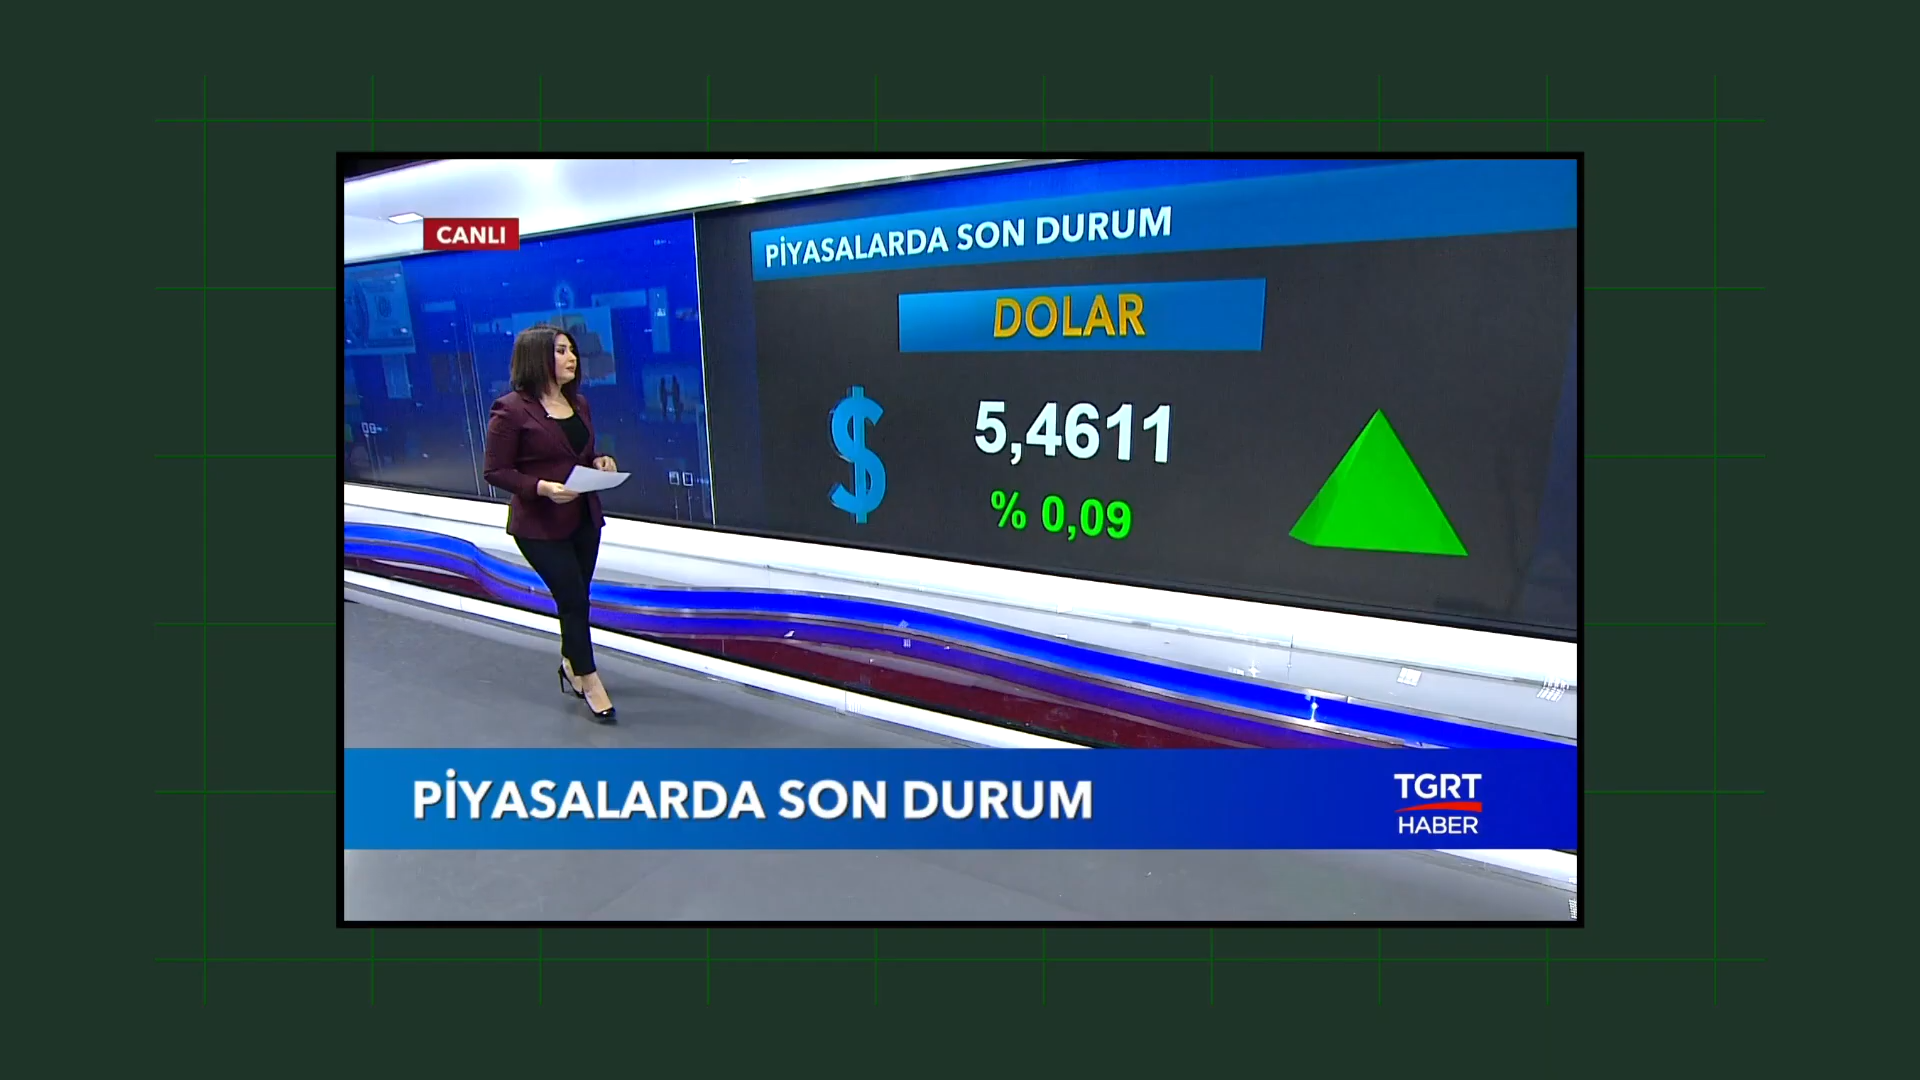 CANLI
PİYASALARDA SON DURUM
DOLAR
$
5,4611
% 0,09
PİYASALARDA SON DURUM
TGRT
HABER